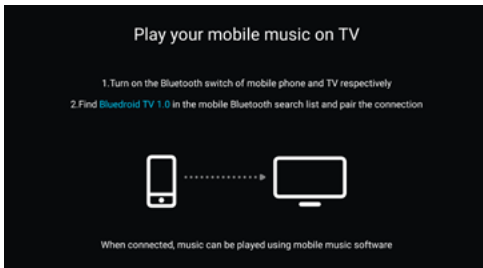 Play your mobile music on TV
1.Turn on the Bluetooth switch of mobile phone and TV respectively
2.Find Bluedroid TV 1.0 in the mobile Bluetooth search list and pair the connection
When connected, music can be played using mobile music software